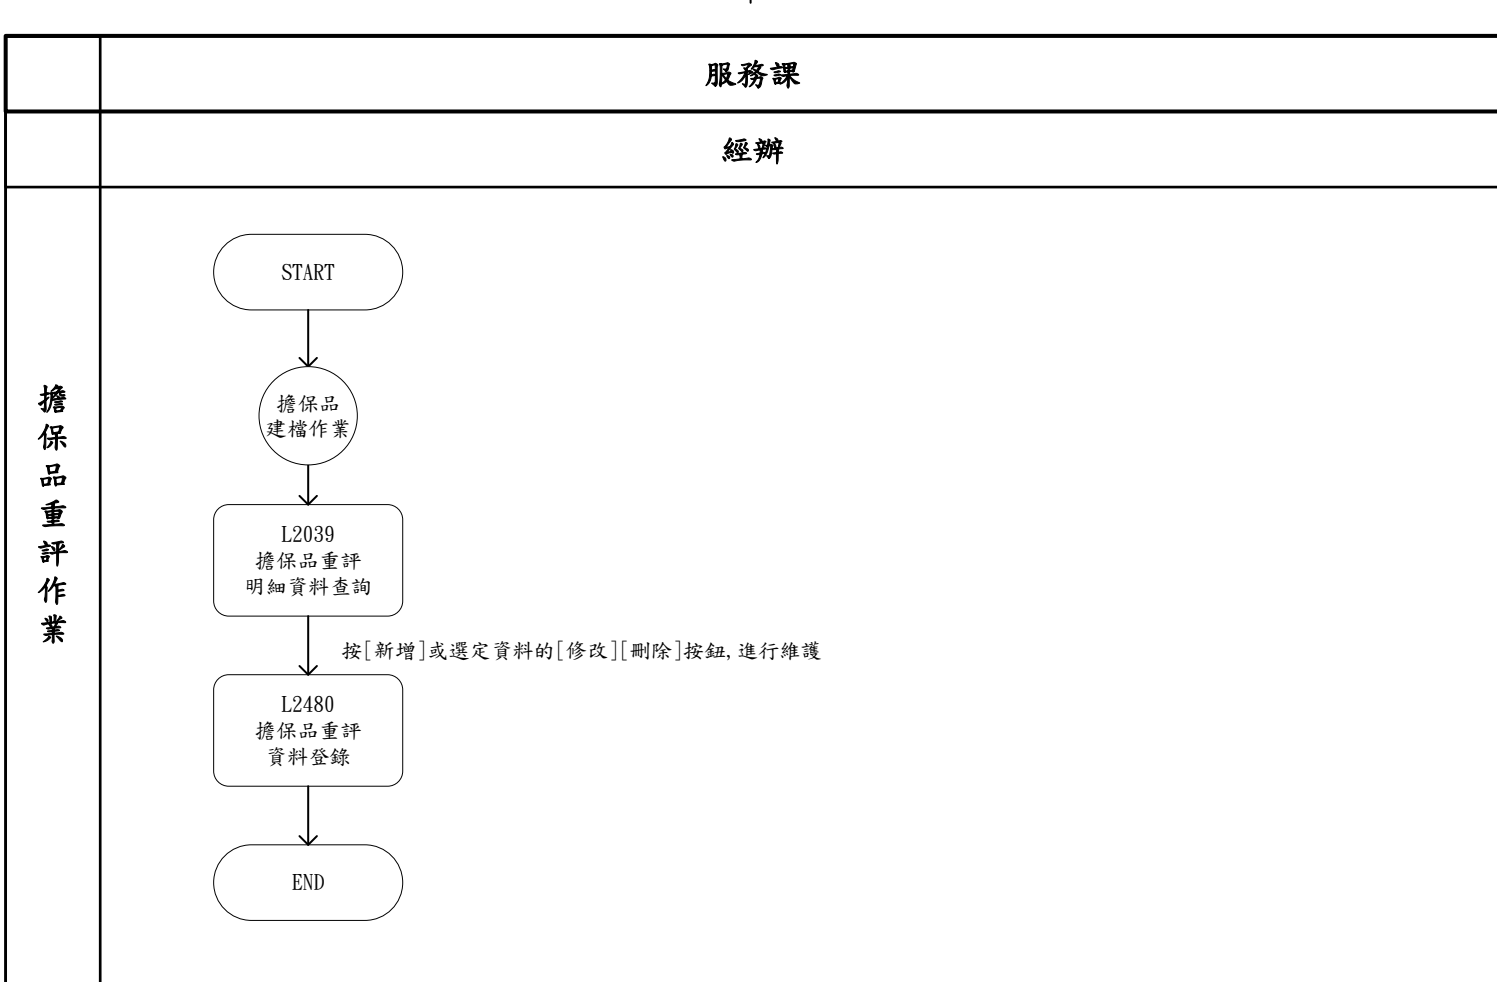 服務課
經辦
擔保品重評作業
START
擔保品
建檔作業
L2039
擔保品重評
明細資料查詢
按[新增]或選定資料的[修改][刪除]按鈕,進行維護
L2480
擔保品重評
資料登錄
END